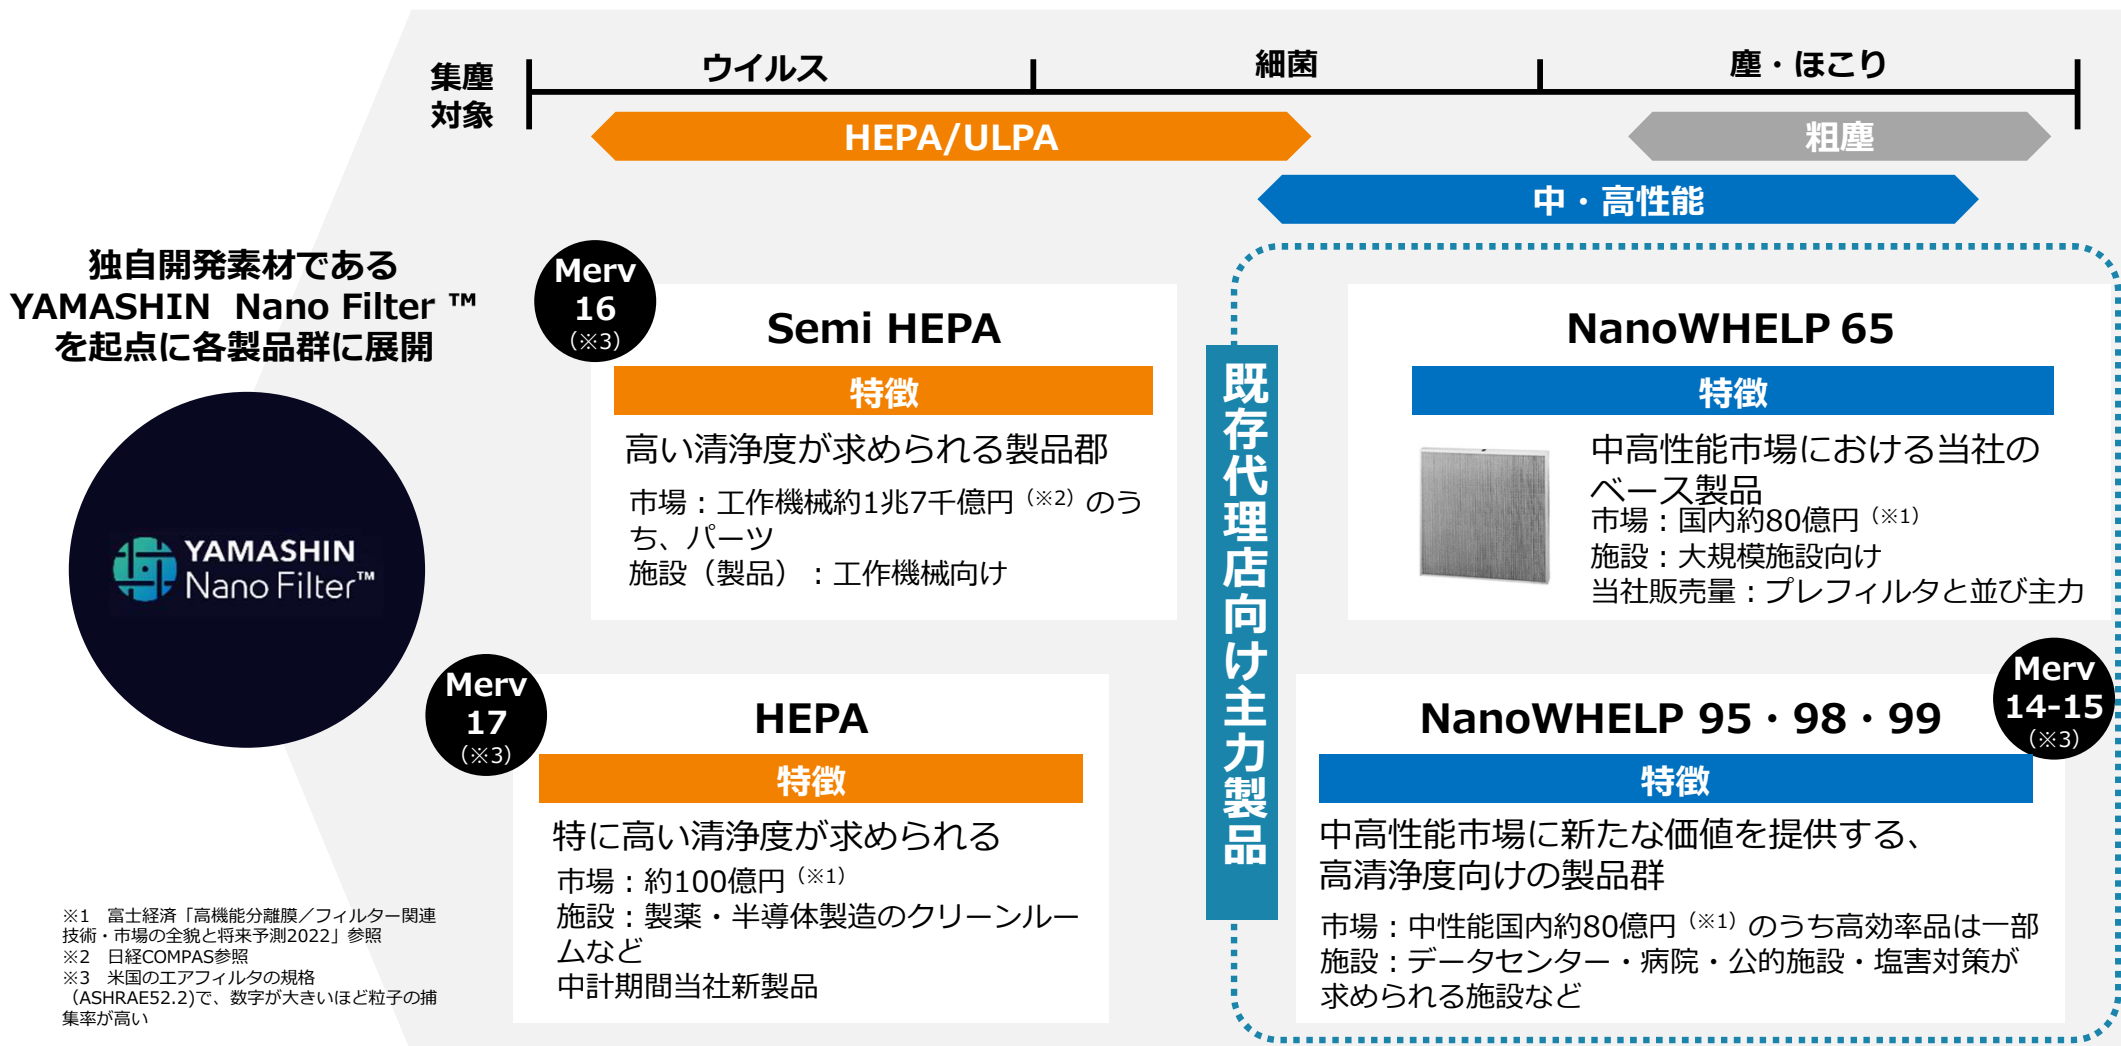 集塵
対象
ウイルス
細菌
塵・ほこり
HEPA/ULPA
粗塵
中・高性能
独自開発素材である
YAMASHIN Nano Filter ™
を起点に各製品群に展開
YAMASHIN
Nano Filter™
Merv
16
（※3）
Semi HEPA
特徴
高い清浄度が求められる製品郡
市場：工作機械約1兆7千億円（※2）のう
ち、パーツ
施設（製品）：工作機械向け
Merv
17
（※3）
HEPA
特徴
特に高い清浄度が求められる
市場：約100億円（※1）
施設：製薬・半導体製造のクリーンルー
ムなど
中計期間当社新製品
既存代理店向け主力製品
NanoWHELP 65
特徴
中高性能市場における当社の
ベース製品
市場：国内約80億円（※1）
施設：大規模施設向け
当社販売量：プレフィルタと並び主力
Merv
14-15
（※3）
NanoWHELP 95・98・99
特徴
中高性能市場に新たな価値を提供する、
高清浄度向けの製品群
市場：中性能国内約80億円（※1）のうち高効率品は一部
施設：データセンター・病院・公的施設・塩害対策が
求められる施設など
※1　富士経済「高機能分離膜／フィルター関連
技術・市場の全貌と将来予測2022」参照
※2　日経COMPAS参照
※3　米国のエアフィルタの規格
（ASHRAE52.2)で、数字が大きいほど粒子の捕
集率が高い